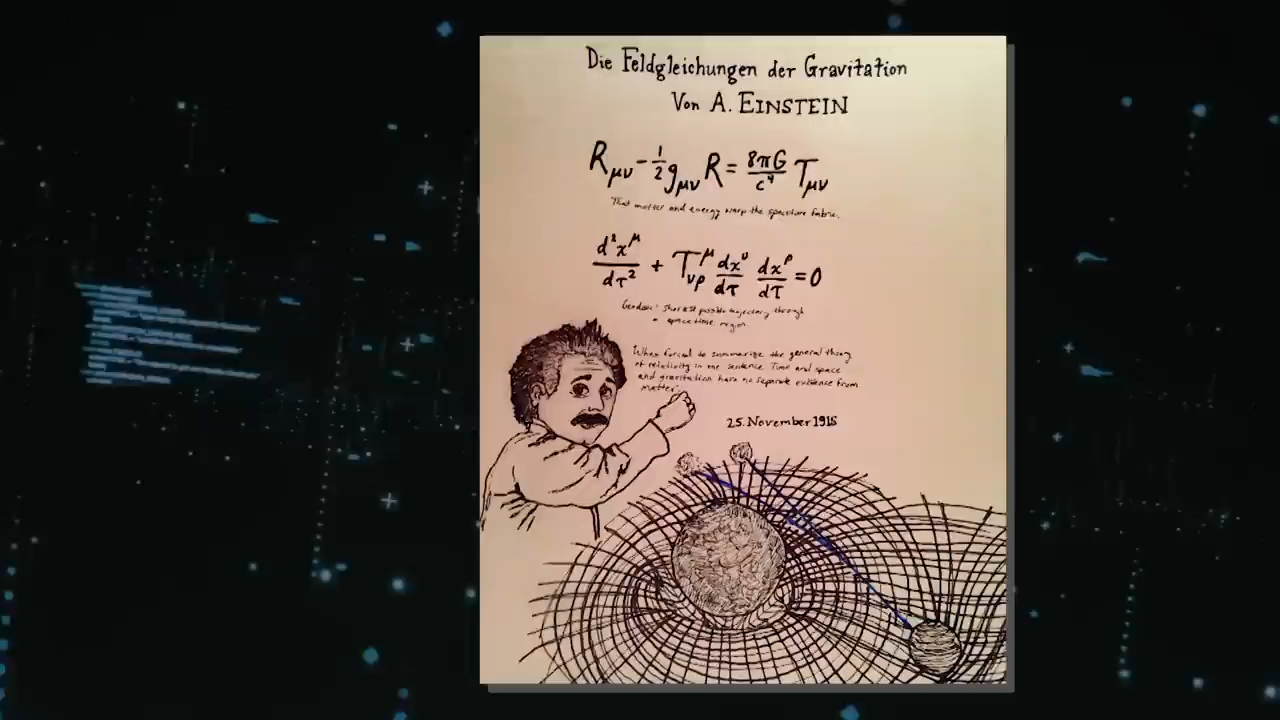 Die Feldgleichungen der Gravitation
Von A. EINSTEIN
Rμν - 1/2 gμν R = 8πG/c⁴ Tμν
That matter and energy warp the spacetime fabric.
d²x^μ/dτ² + T^μ_νρ dx^ν/dτ dx^ρ/dτ = 0
shortest possible trajectory through
a spacetime region
When forced to summarize the general theory
of relativity in one sentence: Time and space
and gravitation have no separate existence from
matter
25. November 1915